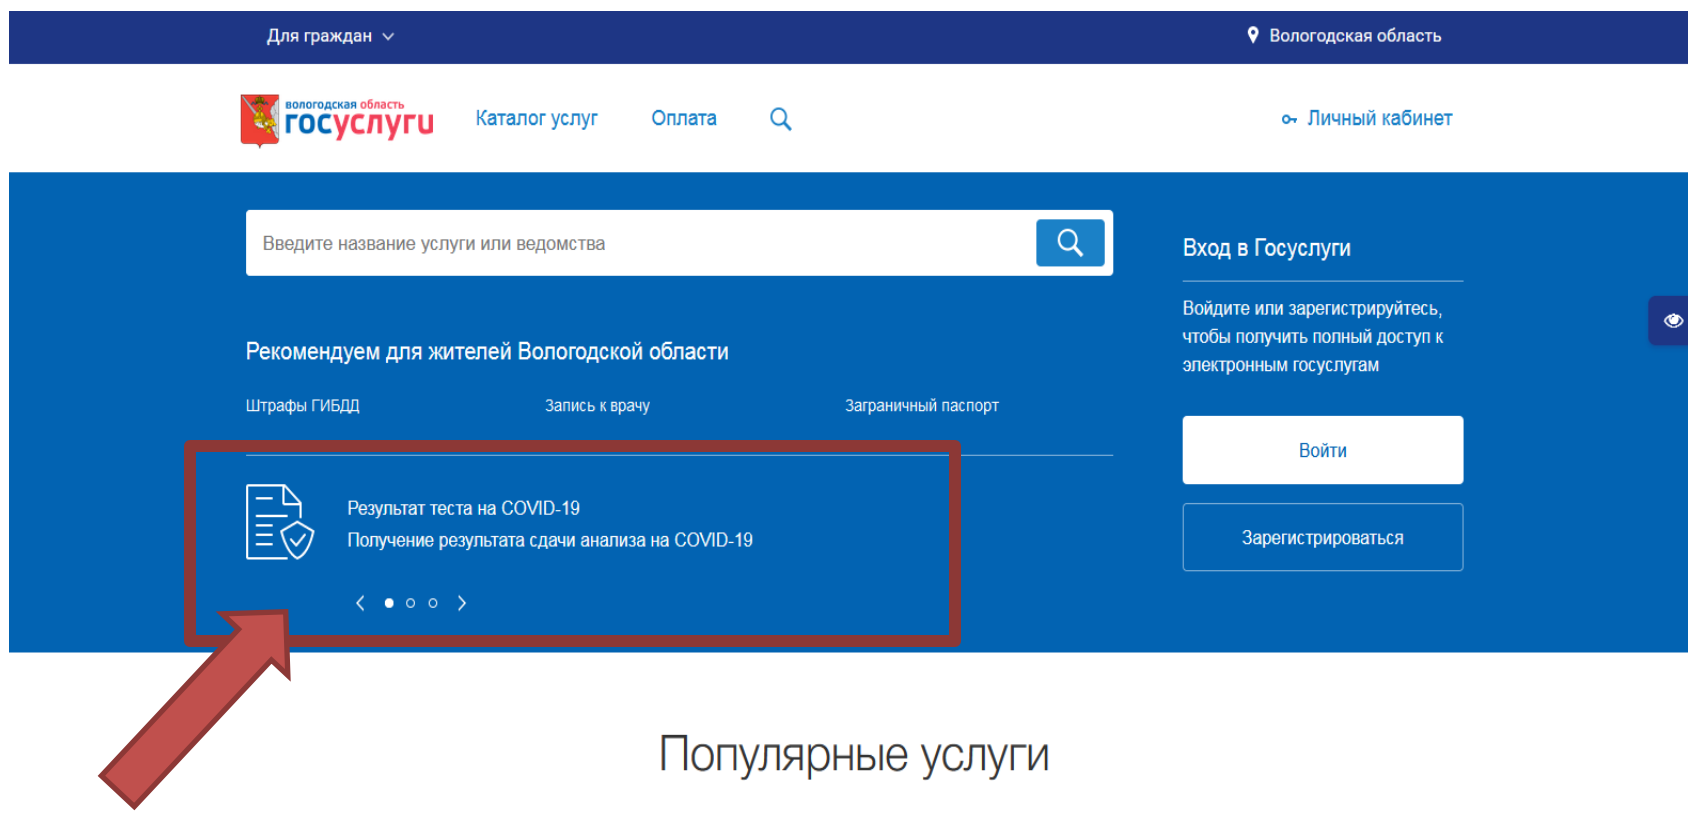 Для граждан
Вологодская область
вологодская область
госуслуги
Каталог услуг
Оплата
Личный кабинет
Введите название услуги или ведомства
Рекомендуем для жителей Вологодской области
Штрафы ГИБДД
Запись к врачу
Заграничный паспорт
Результат теста на COVID-19
Получение результата сдачи анализа на COVID-19
Вход в Госуслуги
Войдите или зарегистрируйтесь,
чтобы получить полный доступ к
электронным госуслугам
Войти
Зарегистрироваться
Популярные услуги